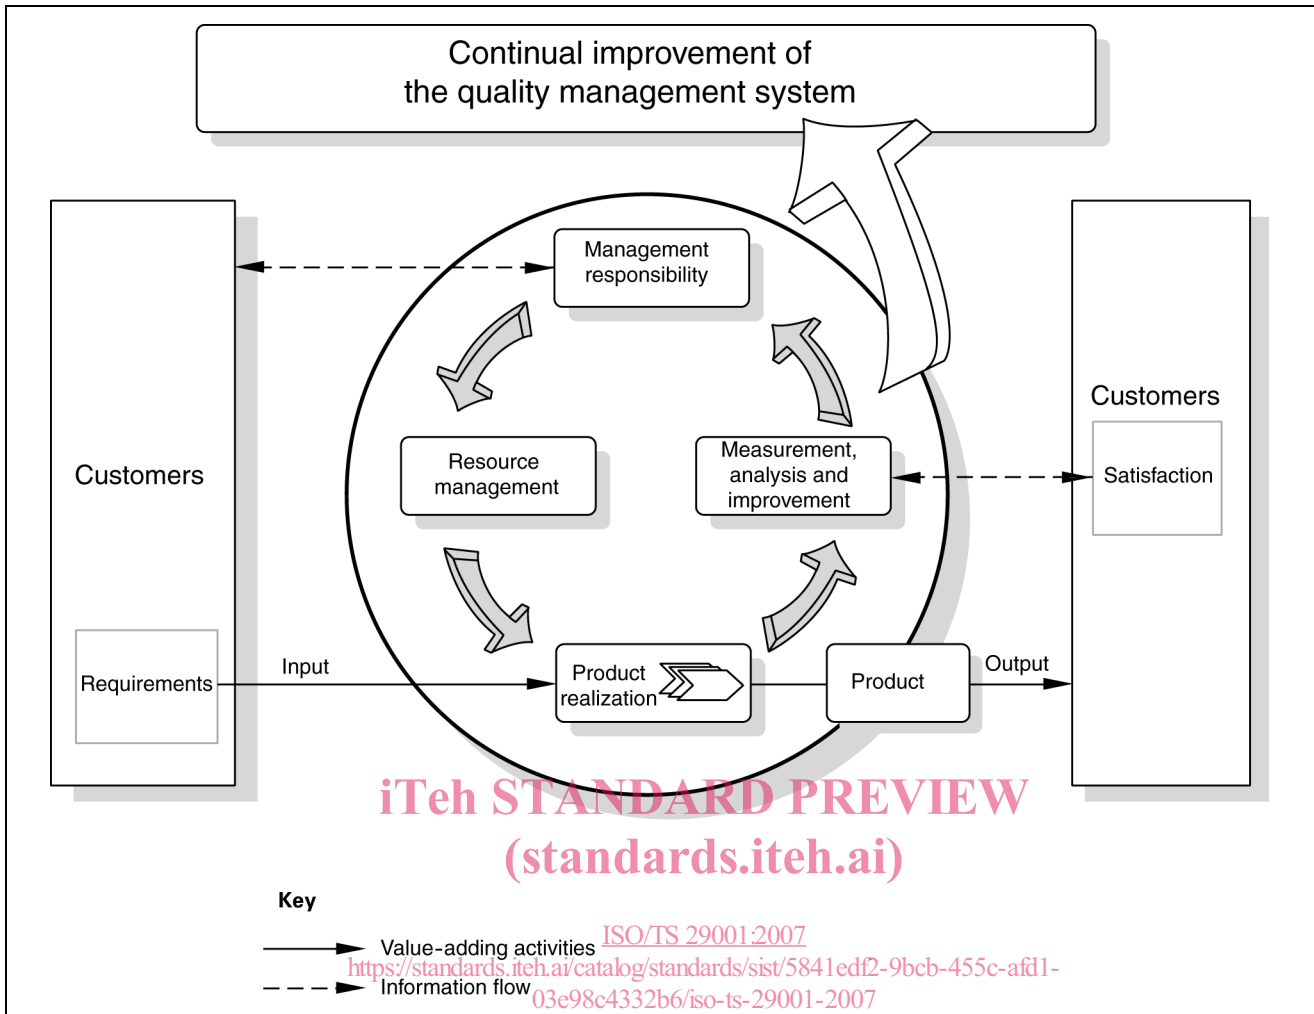 Continual improvement of
the quality management system
Management
responsibility
Customers
Resource
management
Measurement,
analysis and
improvement
Customers
Satisfaction
Requirements
Input
Product
realization
Product
Output
iTeh STANDARD PREVIEW
(standards.iteh.ai)
Key
Value-adding activities
ISO/TS 29001:2007
https://standards.iteh.ai/catalog/standards/sist/5841edf2-9bcb-455c-afd1-
Information flow
03e98c4332b6/iso-ts-29001-2007